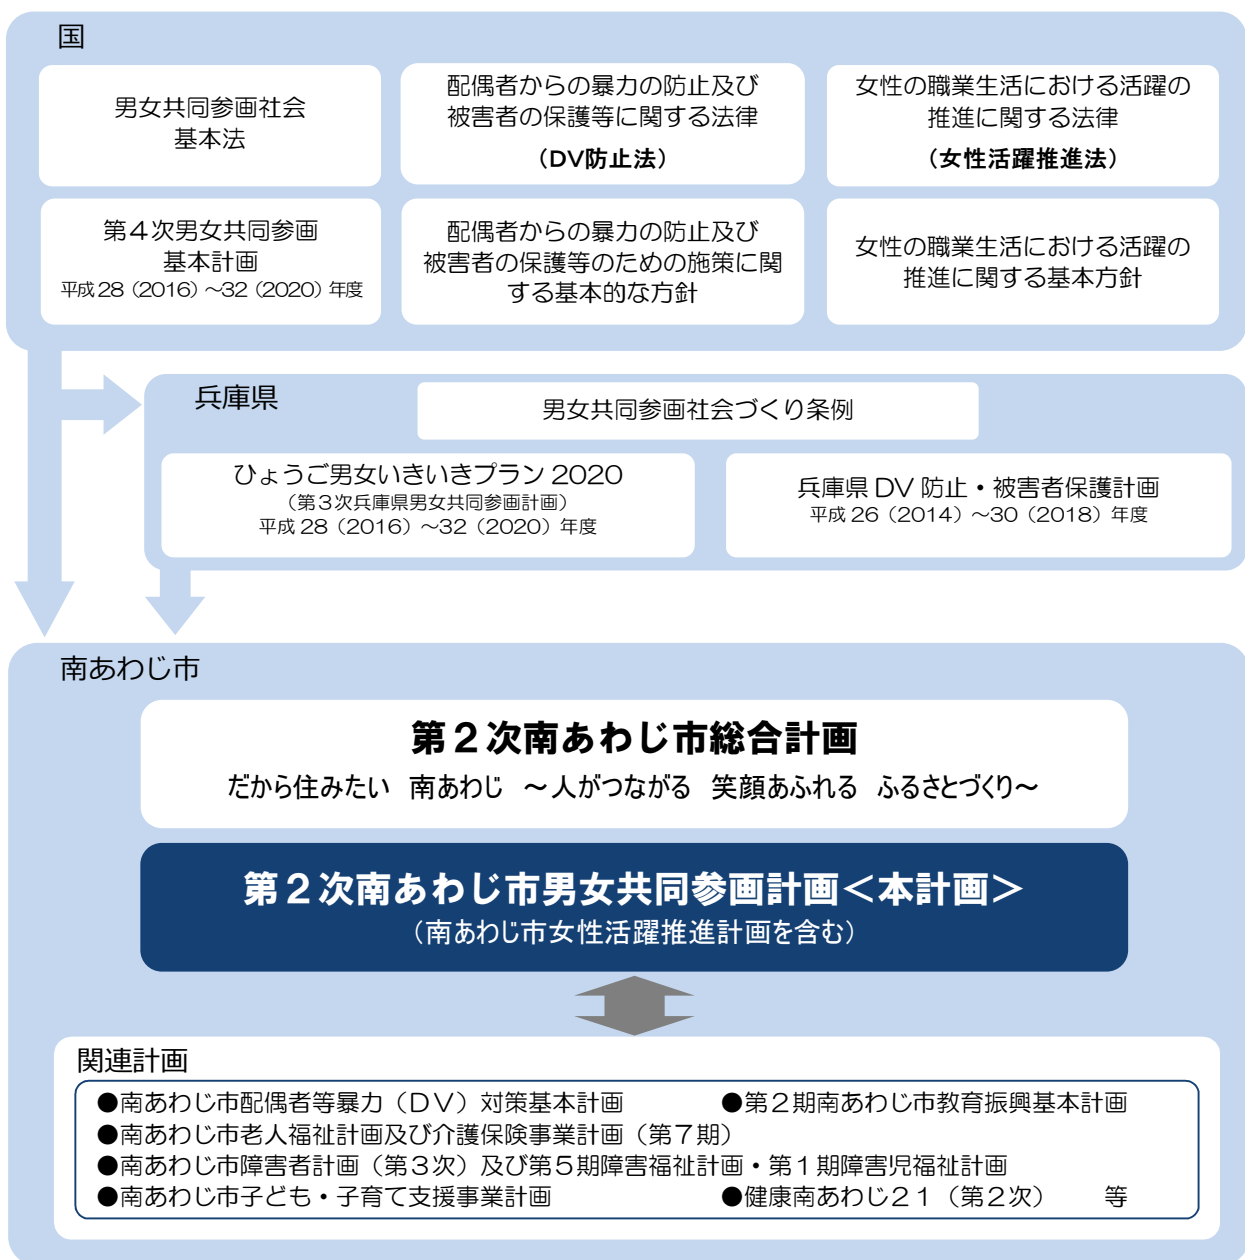 国
男女共同参画社会
基本法
配偶者からの暴力の防止及び
被害者の保護等に関する法律
（DV防止法）
女性の職業生活における活躍の
推進に関する法律
（女性活躍推進法）
第４次男女共同参画
基本計画
平成28（2016）～32（2020）年度
配偶者からの暴力の防止及び
被害者の保護等のための施策に関
する基本的な方針
女性の職業生活における活躍の
推進に関する基本方針
兵庫県
男女共同参画社会づくり条例
ひょうご男女いきいきプラン 2020
（第３次兵庫県男女共同参画計画）
平成 28（2016）～32（2020）年度
兵庫県 DV 防止・被害者保護計画
平成 26（2014）～30（2018）年度
南あわじ市
第２次南あわじ市総合計画
だから住みたい 南あわじ ～人がつながる 笑顔あふれる ふるさとづくり～
第２次南あわじ市男女共同参画計画＜本計画＞
（南あわじ市女性活躍推進計画を含む）
関連計画
●南あわじ市配偶者等暴力（ＤＶ）対策基本計画 ●第２期南あわじ市教育振興基本計画
●南あわじ市老人福祉計画及び介護保険事業計画（第７期）
●南あわじ市障害者計画（第３次）及び第５期障害福祉計画・第１期障害児福祉計画
●南あわじ市子ども・子育て支援事業計画 ●健康南あわじ２１（第２次） 等